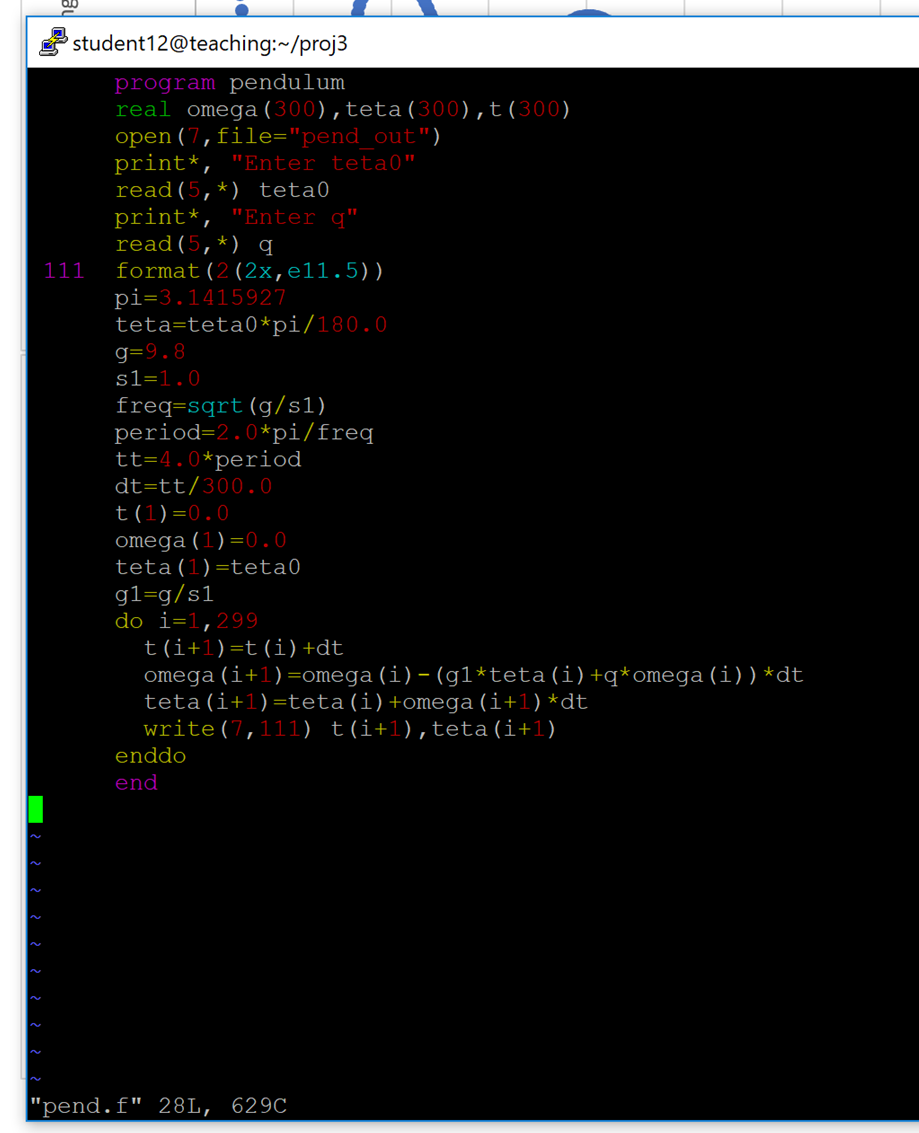 student12@teaching:~/proj3
program pendulum
real omega(300),teta(300),t(300)
open(7,file="pend_out")
print*, "Enter teta0"
read(5,*) teta0
print*, "Enter q"
read(5,*) q
111 format(2(2x,e11.5))
pi=3.1415927
teta=teta0*pi/180.0
g=9.8
s1=1.0
freq=sqrt(g/s1)
period=2.0*pi/freq
tt=4.0*period
dt=tt/300.0
t(1)=0.0
omega(1)=0.0
teta(1)=teta0
g1=g/s1
do i=1,299
t(i+1)=t(i)+dt
omega(i+1)=omega(i)-(g1*teta(i)+q*omega(i))*dt
teta(i+1)=teta(i)+omega(i+1)*dt
write(7,111) t(i+1),teta(i+1)
enddo
end
~
~
~
~
~
~
~
~
~
~
"pend.f" 28L, 629C